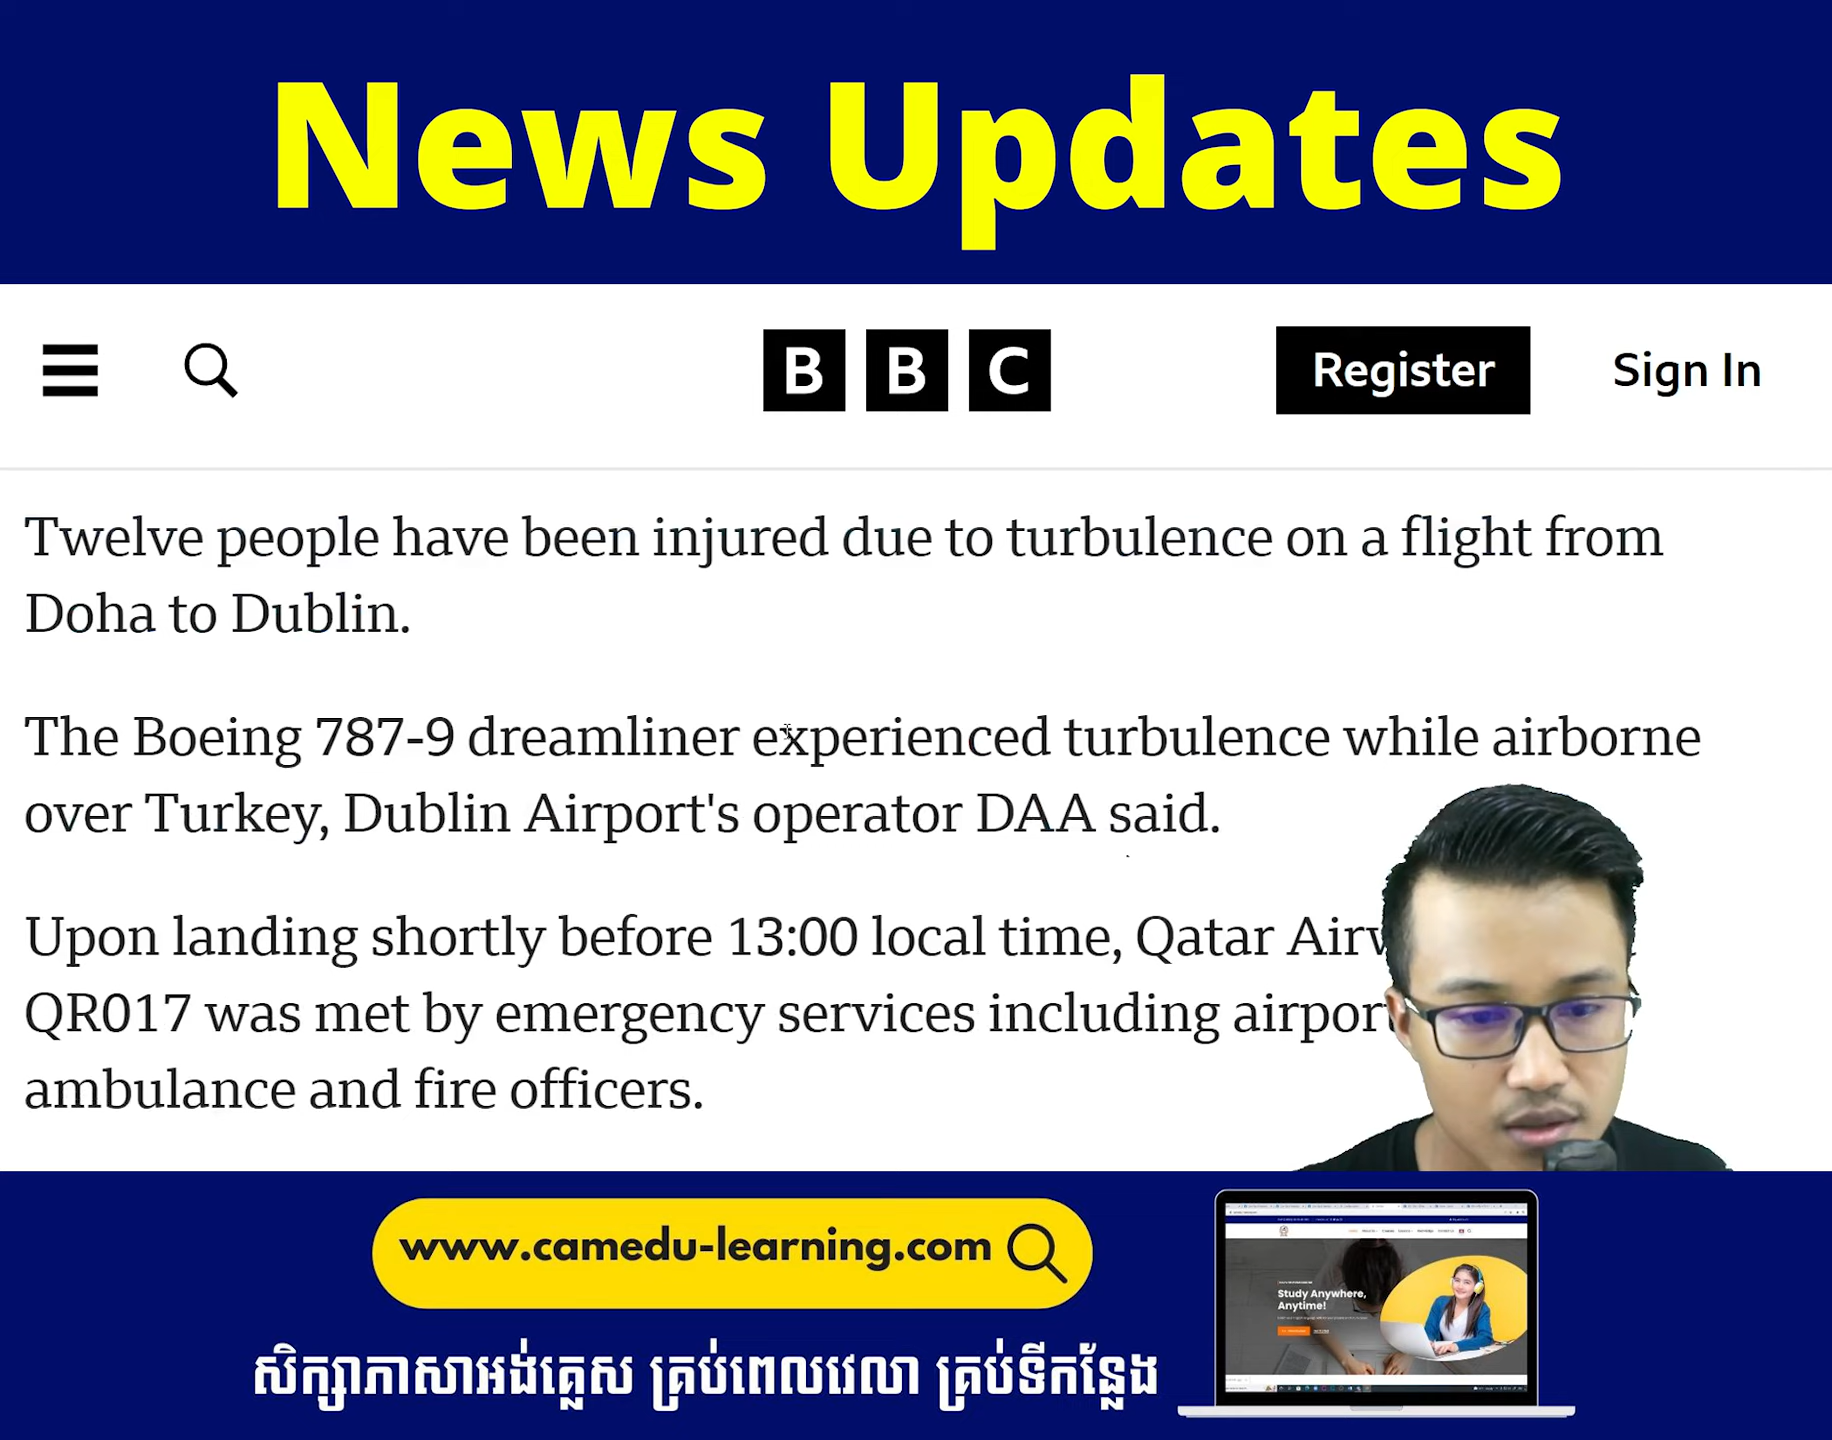 News Updates
BBC
Register
Sign In
Twelve people have been injured due to turbulence on a flight from
Doha to Dublin.
The Boeing 787-9 dreamliner experienced turbulence while airborne
over Turkey, Dublin Airport's operator DAA said.
Upon landing shortly before 13:00 local time, Qatar
QR017 was met by emergency services including
ambulance and fire officers.
www.camedu-learning.com
សិក្សាភាសាអង់គ្លេស គ្រប់ពេលវេលា គ្រប់ទីកន្លែង
Study Anywhere,
Anytime!